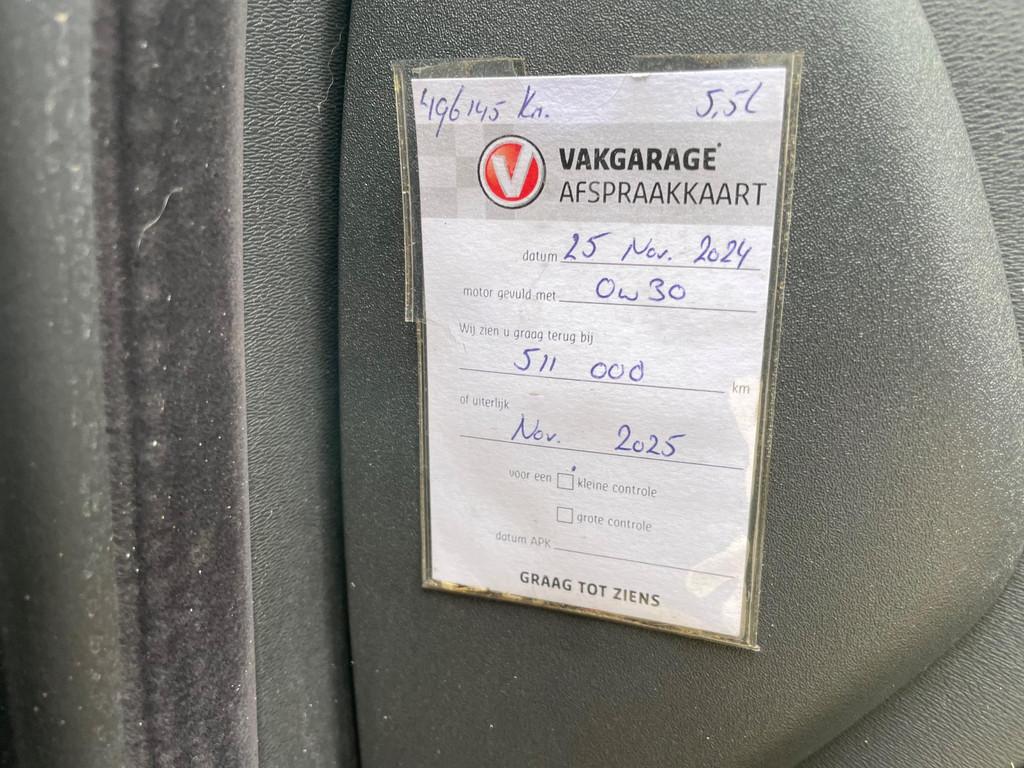 496145 Km. 5,5l
V VAKGARAGE
AFSPRAAKKAART
datum 25 Nov. 2024
motor gevuld met 0w30
Wij zien u graag terug bij
511 000 km
of uiterlijk
Nov. 2025
voor een kleine controle
grote controle
datum APK
GRAAG TOT ZIENS